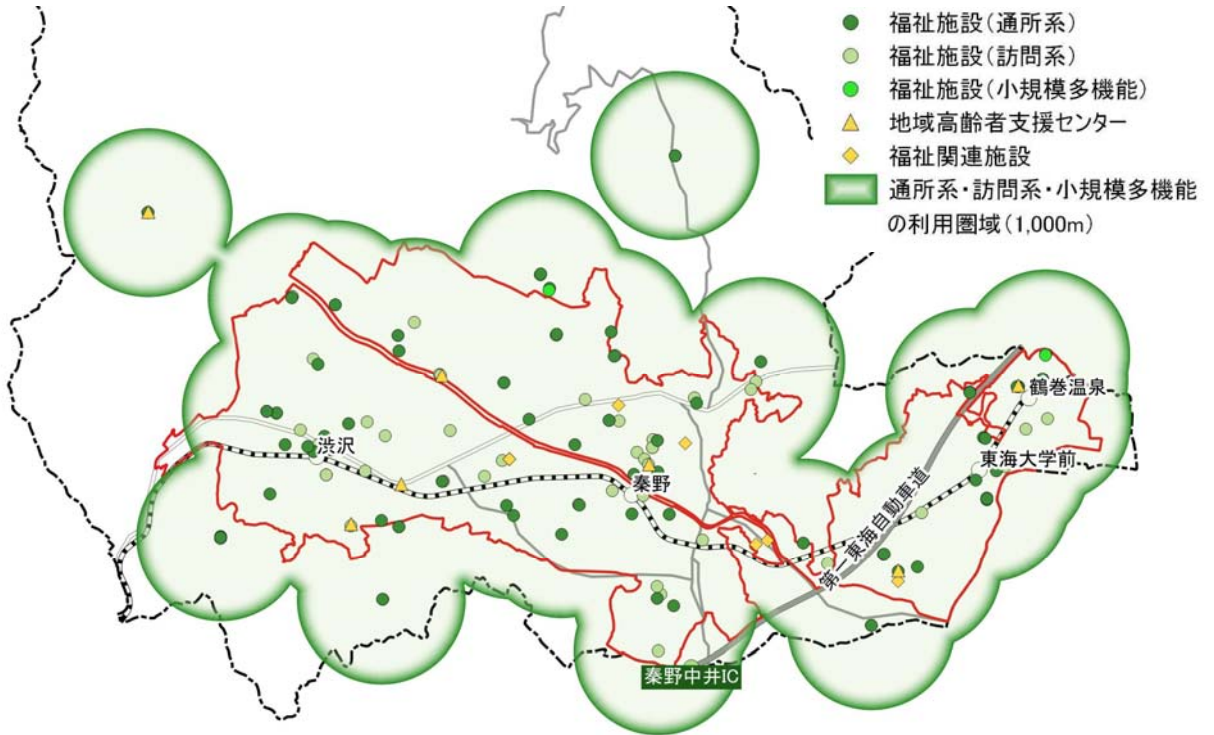 福祉施設（通所系）
福祉施設（訪問系）
福祉施設（小規模多機能）
地域高齢者支援センター
福祉関連施設
通所系・訪問系・小規模多機能
の利用圏域（1,000m）
鶴巻温泉
渋沢
東海大学前
秦野
第一東海自動車道
秦野中井IC